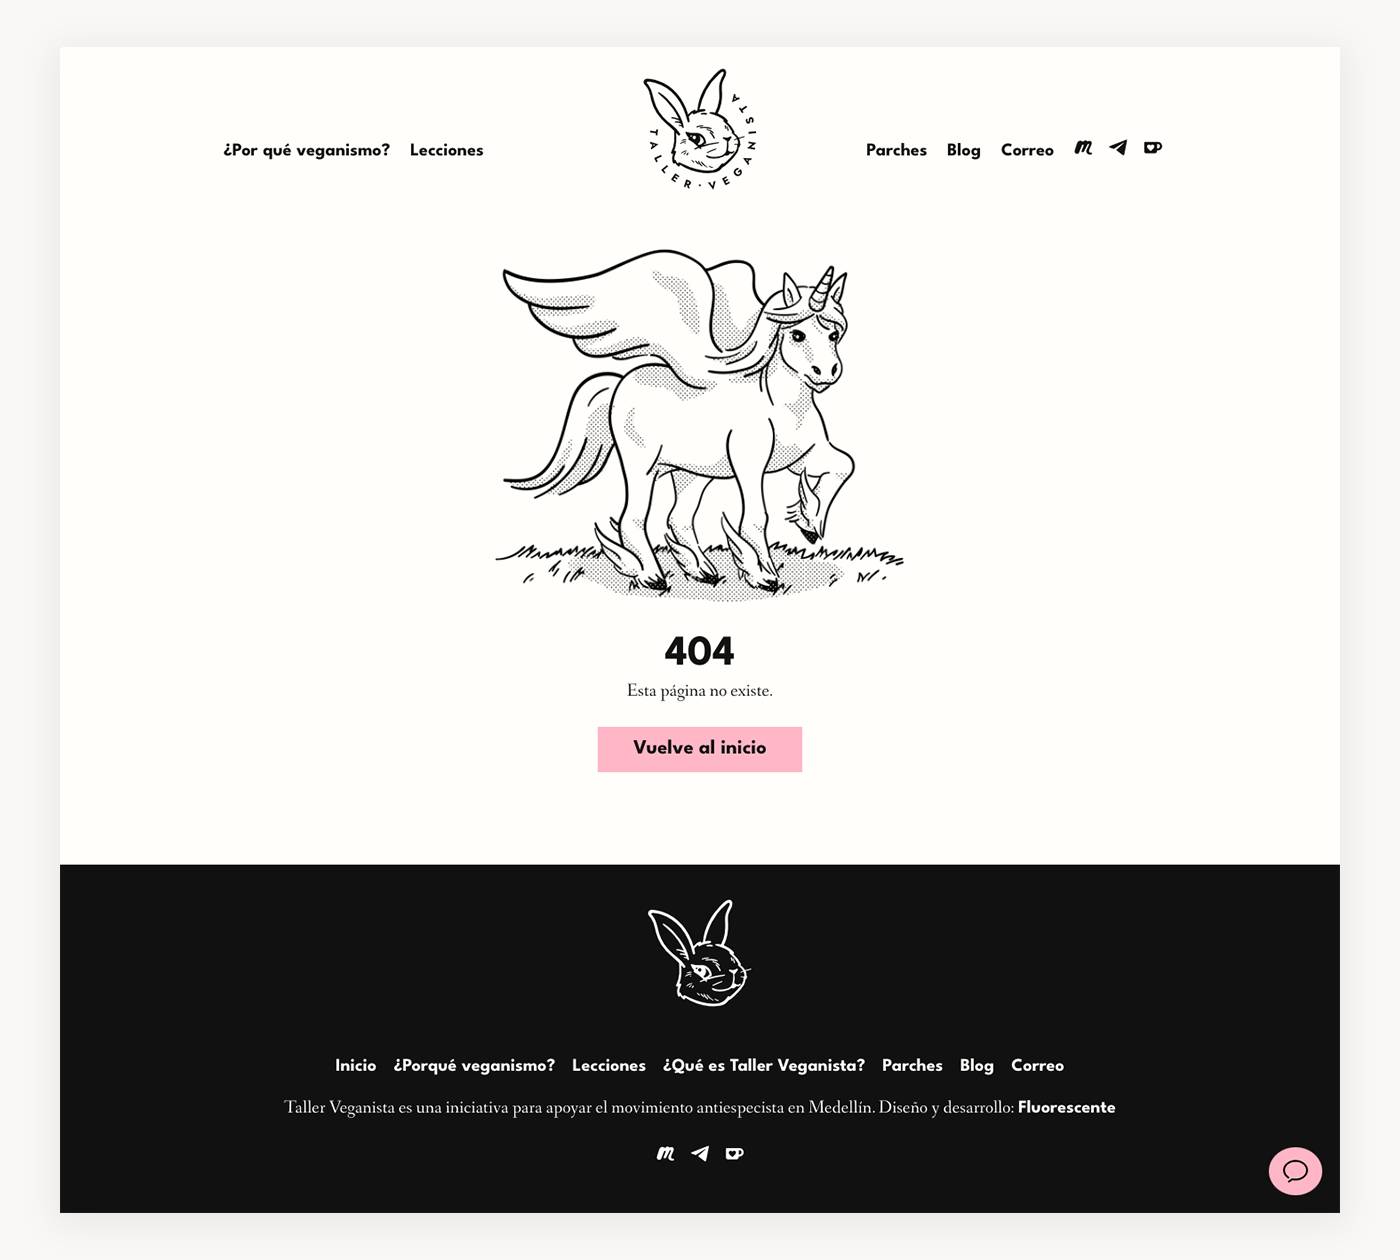 ¿Por qué veganismo? Lecciones
TALLER · VEGANISTA
Parches Blog Correo
404
Esta página no existe.
Vuelve al inicio
Inicio ¿Porqué veganismo? Lecciones ¿Qué es Taller Veganista? Parches Blog Correo
Taller Veganista es una iniciativa para apoyar el movimiento antiespecista en Medellín. Diseño y desarrollo: Fluorescente